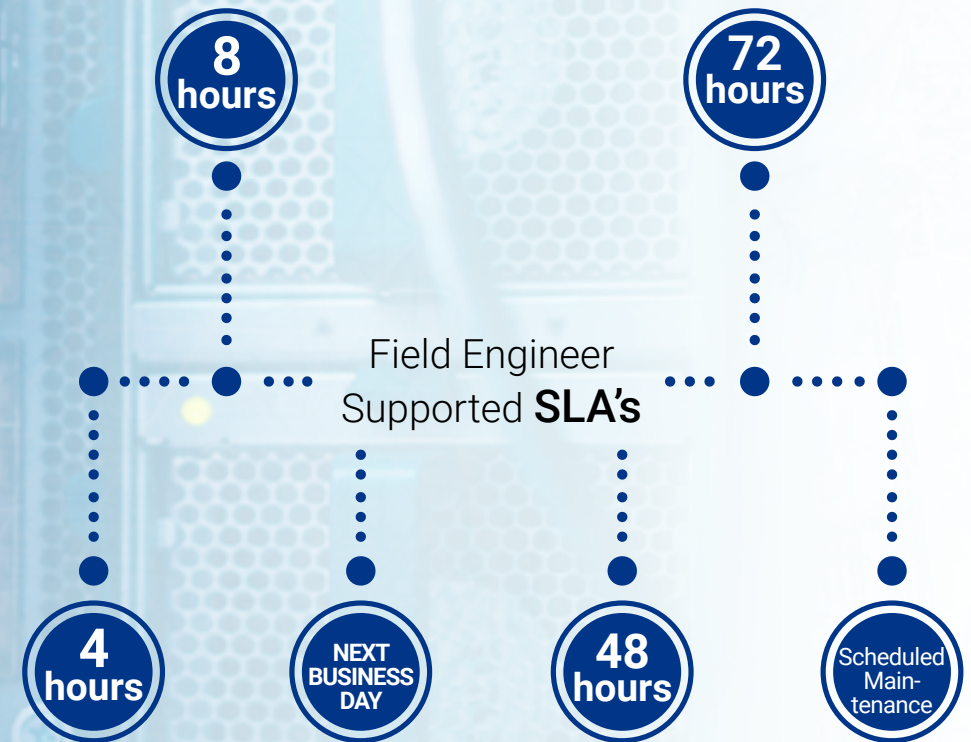 8
hours
72
hours
Field Engineer
Supported SLA's
4
hours
NEXT
BUSINESS
DAY
48
hours
Scheduled
Main-
tenance